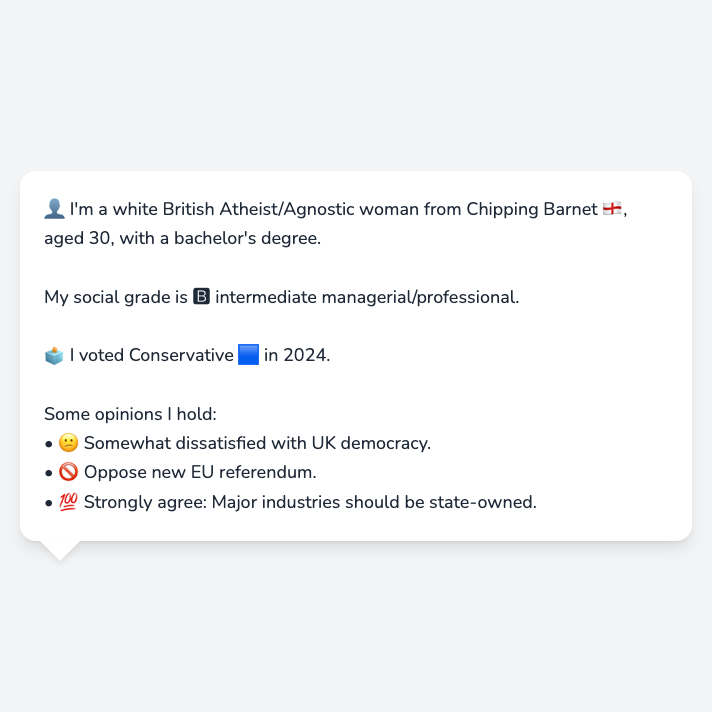 👤 I'm a white British Atheist/Agnostic woman from Chipping Barnet 🏴󠁧󠁢󠁥󠁮󠁧󠁿,
aged 30, with a bachelor's degree.
My social grade is 🅱 intermediate managerial/professional.
🗳️ I voted Conservative 🟦 in 2024.
Some opinions I hold:
• 😕 Somewhat dissatisfied with UK democracy.
• 🚫 Oppose new EU referendum.
• 💯 Strongly agree: Major industries should be state-owned.